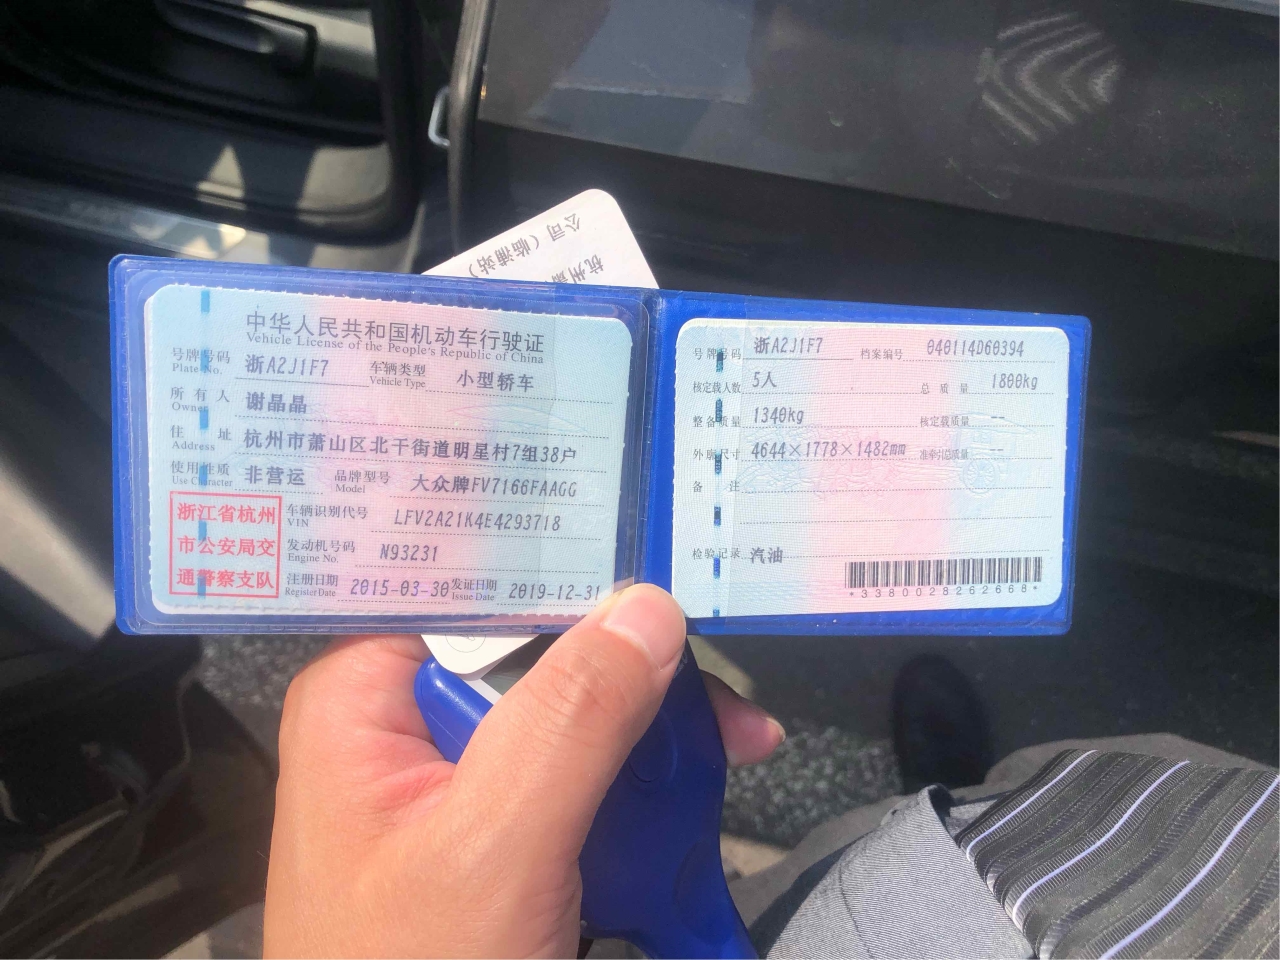 公司（临浦站）
杭州
中华人民共和国机动车行驶证
Vehicle License of the People's Republic of China
号牌号码 浙A2J1F7 车辆类型 小型轿车
Plate No. Vehicle Type
所有人 谢晶晶
Owner
住址 杭州市萧山区北干街道明星村7组38户
Address
使用性质 非营运 品牌型号 大众牌FV7166FAAGG
Use Character Model
浙江省杭州
市公安局交
通警察支队
车辆识别代号 LFV2A21K4E4293718
VIN
发动机号码 N93231
Engine No.
注册日期 2015-03-30 发证日期 2019-12-31
Register Date Issue Date
号牌号码 浙A2J1F7 档案编号 040114D60394
核定载人数 5人 总质量 1800kg
整备质量 1340kg 核定载质量 --
外廓尺寸 4644×1778×1482mm 准牵引总质量 --
备注
检验记录 汽油
*3380028262668*